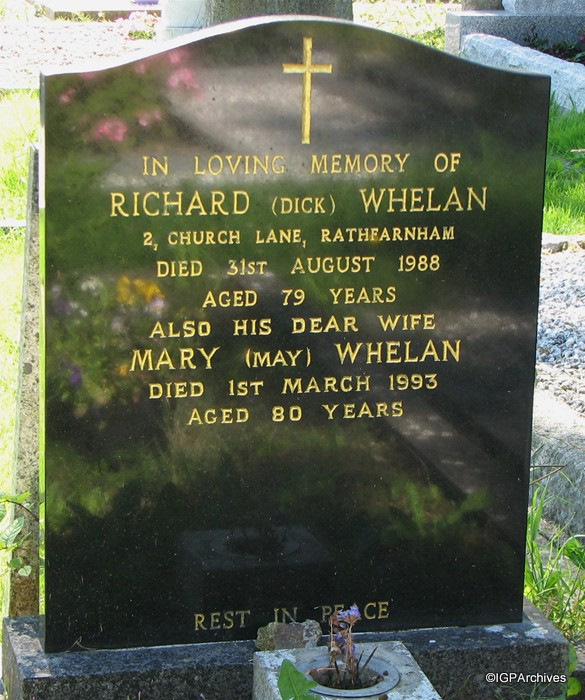 IN LOVING MEMORY OF
RICHARD (DICK) WHELAN
2, CHURCH LANE, RATHFARNHAM
DIED 31ST AUGUST 1988
AGED 79 YEARS
ALSO HIS DEAR WIFE
MARY (MAY) WHELAN
DIED 1ST MARCH 1993
AGED 80 YEARS
REST IN PEACE
©IGPArchives